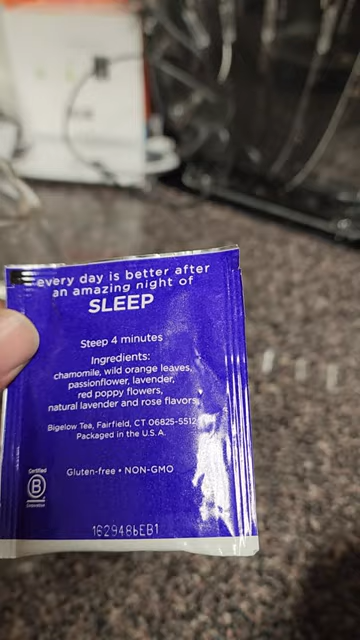 every day is better after
an amazing night of
SLEEP
Steep 4 minutes
Ingredients:
chamomile, wild orange leaves,
passionflower, lavender,
red poppy flowers,
natural lavender and rose flavors
Bigelow Tea, Fairfield, CT 06825-5512
Packaged in the U.S.A.
Certified
B
Corporation
Gluten-free • NON-GMO
162948bEB1